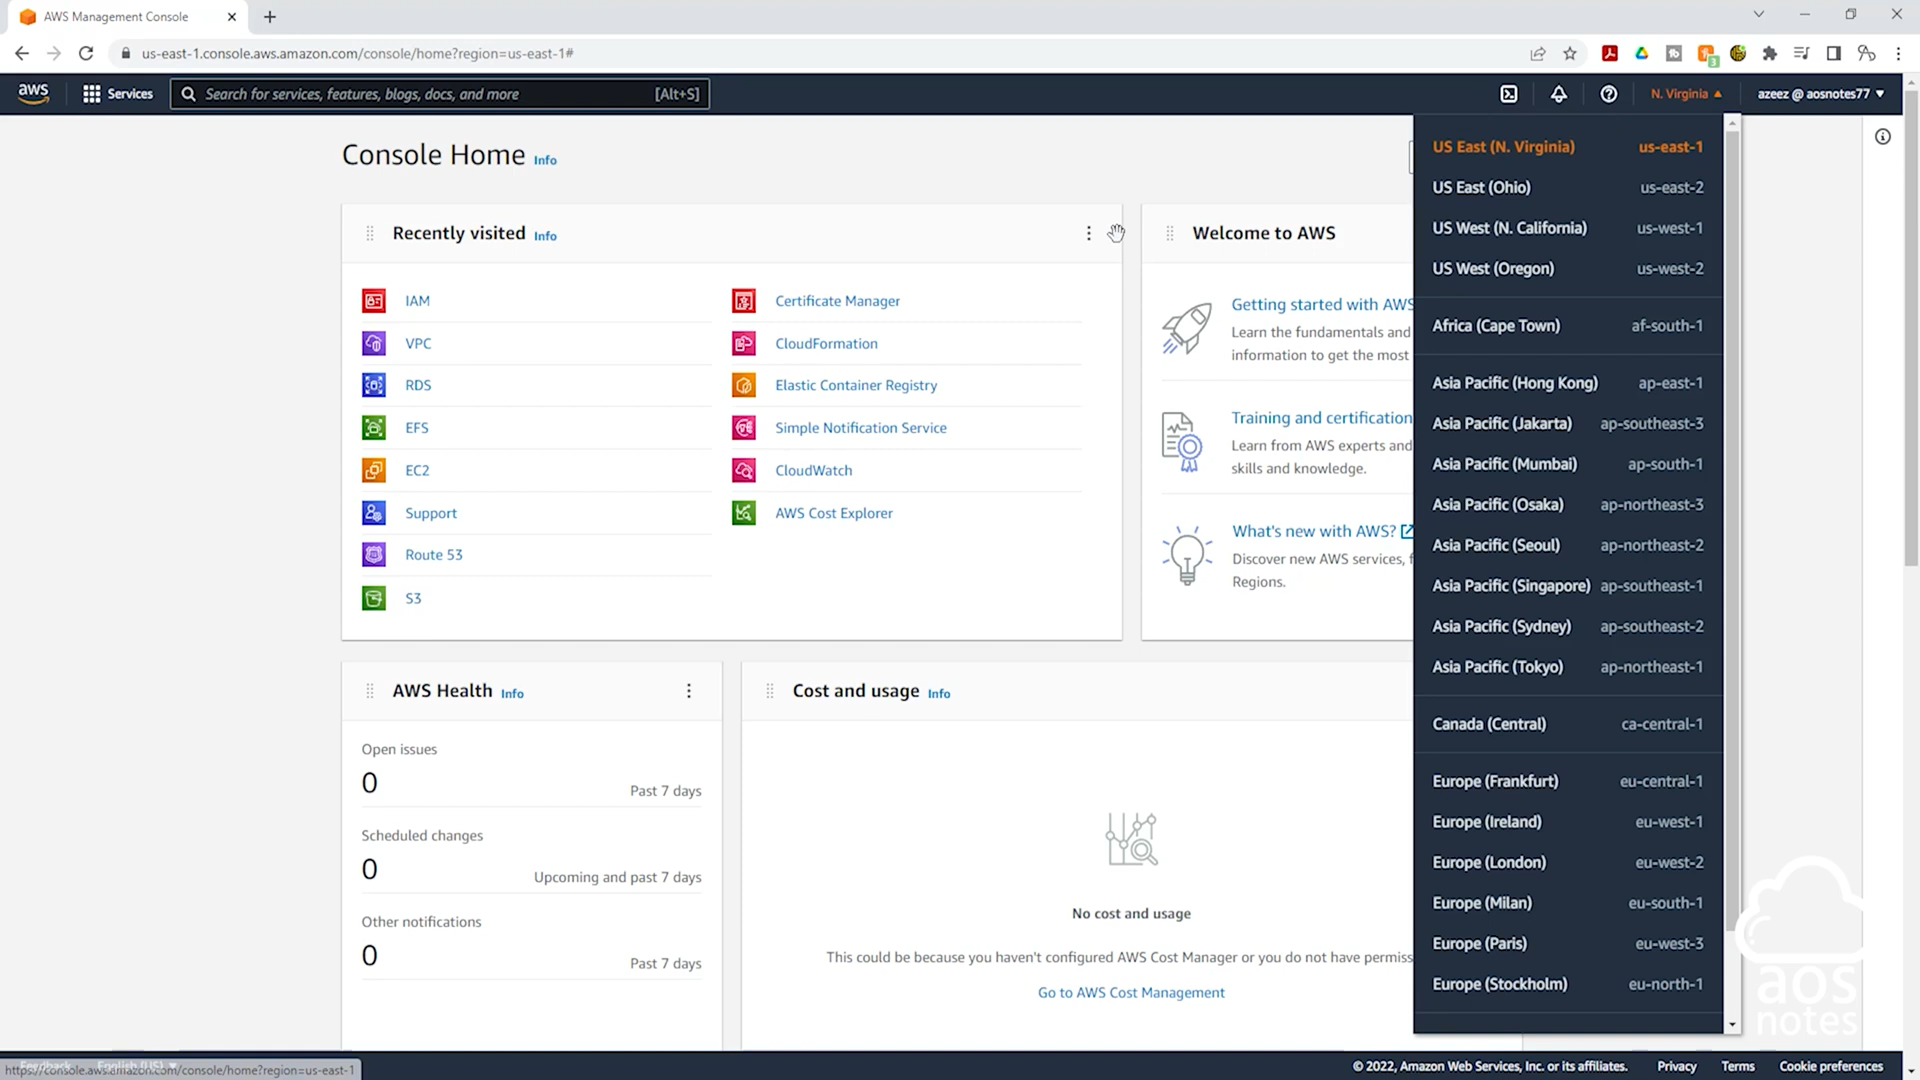 AWS Management Console
us-east-1.console.aws.amazon.com/console/home?region=us-east-1#
aws
Services
Search for services, features, blogs, docs, and more [Alt+S]
N. Virginia
azeez @ aosnotes77
Console Home Info
Recently visited Info
IAM
VPC
RDS
EFS
EC2
Support
Route 53
S3
Certificate Manager
CloudFormation
Elastic Container Registry
Simple Notification Service
CloudWatch
AWS Cost Explorer
Welcome to AWS
Getting started with AWS
Learn the fundamentals and
information to get the most
Training and certification
Learn from AWS experts and
skills and knowledge.
What's new with AWS?
Discover new AWS services, f
Regions.
US East (N. Virginia) us-east-1
US East (Ohio) us-east-2
US West (N. California) us-west-1
US West (Oregon) us-west-2
Africa (Cape Town) af-south-1
Asia Pacific (Hong Kong) ap-east-1
Asia Pacific (Jakarta) ap-southeast-3
Asia Pacific (Mumbai) ap-south-1
Asia Pacific (Osaka) ap-northeast-3
Asia Pacific (Seoul) ap-northeast-2
Asia Pacific (Singapore) ap-southeast-1
Asia Pacific (Sydney) ap-southeast-2
Asia Pacific (Tokyo) ap-northeast-1
Canada (Central) ca-central-1
Europe (Frankfurt) eu-central-1
Europe (Ireland) eu-west-1
Europe (London) eu-west-2
Europe (Milan) eu-south-1
Europe (Paris) eu-west-3
Europe (Stockholm) eu-north-1
AWS Health Info
Open issues
0
Past 7 days
Scheduled changes
0
Upcoming and past 7 days
Other notifications
0
Past 7 days
Cost and usage Info
No cost and usage
This could be because you haven't configured AWS Cost Manager or you do not have permiss
Go to AWS Cost Management
aos
notes
Feedback English (US)
https://console.aws.amazon.com/console/home?region=us-east-1
© 2022, Amazon Web Services, Inc. or its affiliates. Privacy Terms Cookie preferences